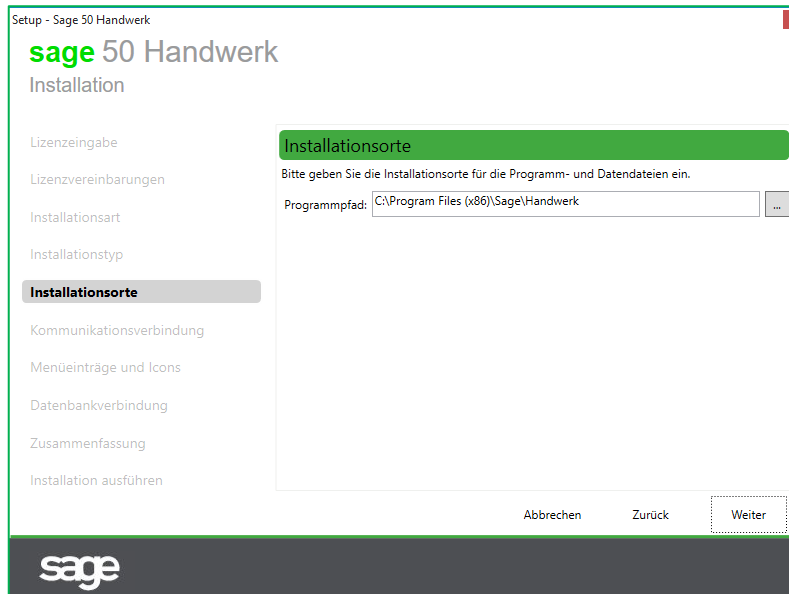 Setup - Sage 50 Handwerk
sage 50 Handwerk
Installation
Lizenzeingabe
Lizenzvereinbarungen
Installationsart
Installationstyp
Installationsorte
Kommunikationsverbindung
Menüeinträge und Icons
Datenbankverbindung
Zusammenfassung
Installation ausführen
Installationsorte
Bitte geben Sie die Installationsorte für die Programm- und Datendateien ein.
Programmpfad: C:\Program Files (x86)\Sage\Handwerk ...
Abbrechen Zurück Weiter
sage